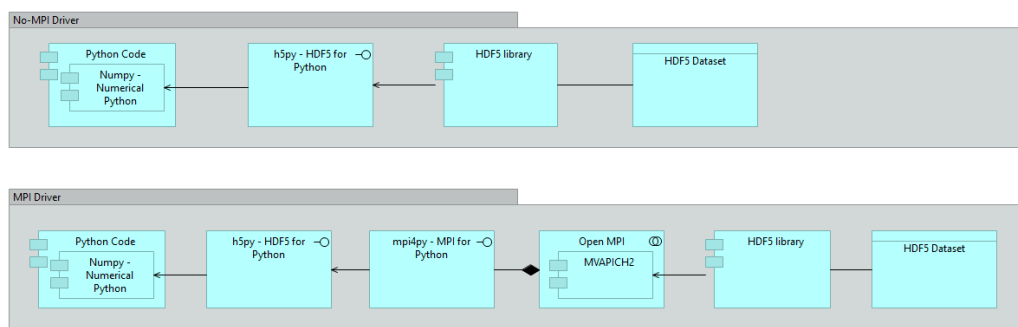 No-MPI Driver
Python Code
Numpy -
Numerical
Python
h5py - HDF5 for
Python
HDF5 library
HDF5 Dataset
MPI Driver
Python Code
Numpy -
Numerical
Python
h5py - HDF5 for
Python
mpi4py - MPI for
Python
Open MPI
MVAPICH2
HDF5 library
HDF5 Dataset